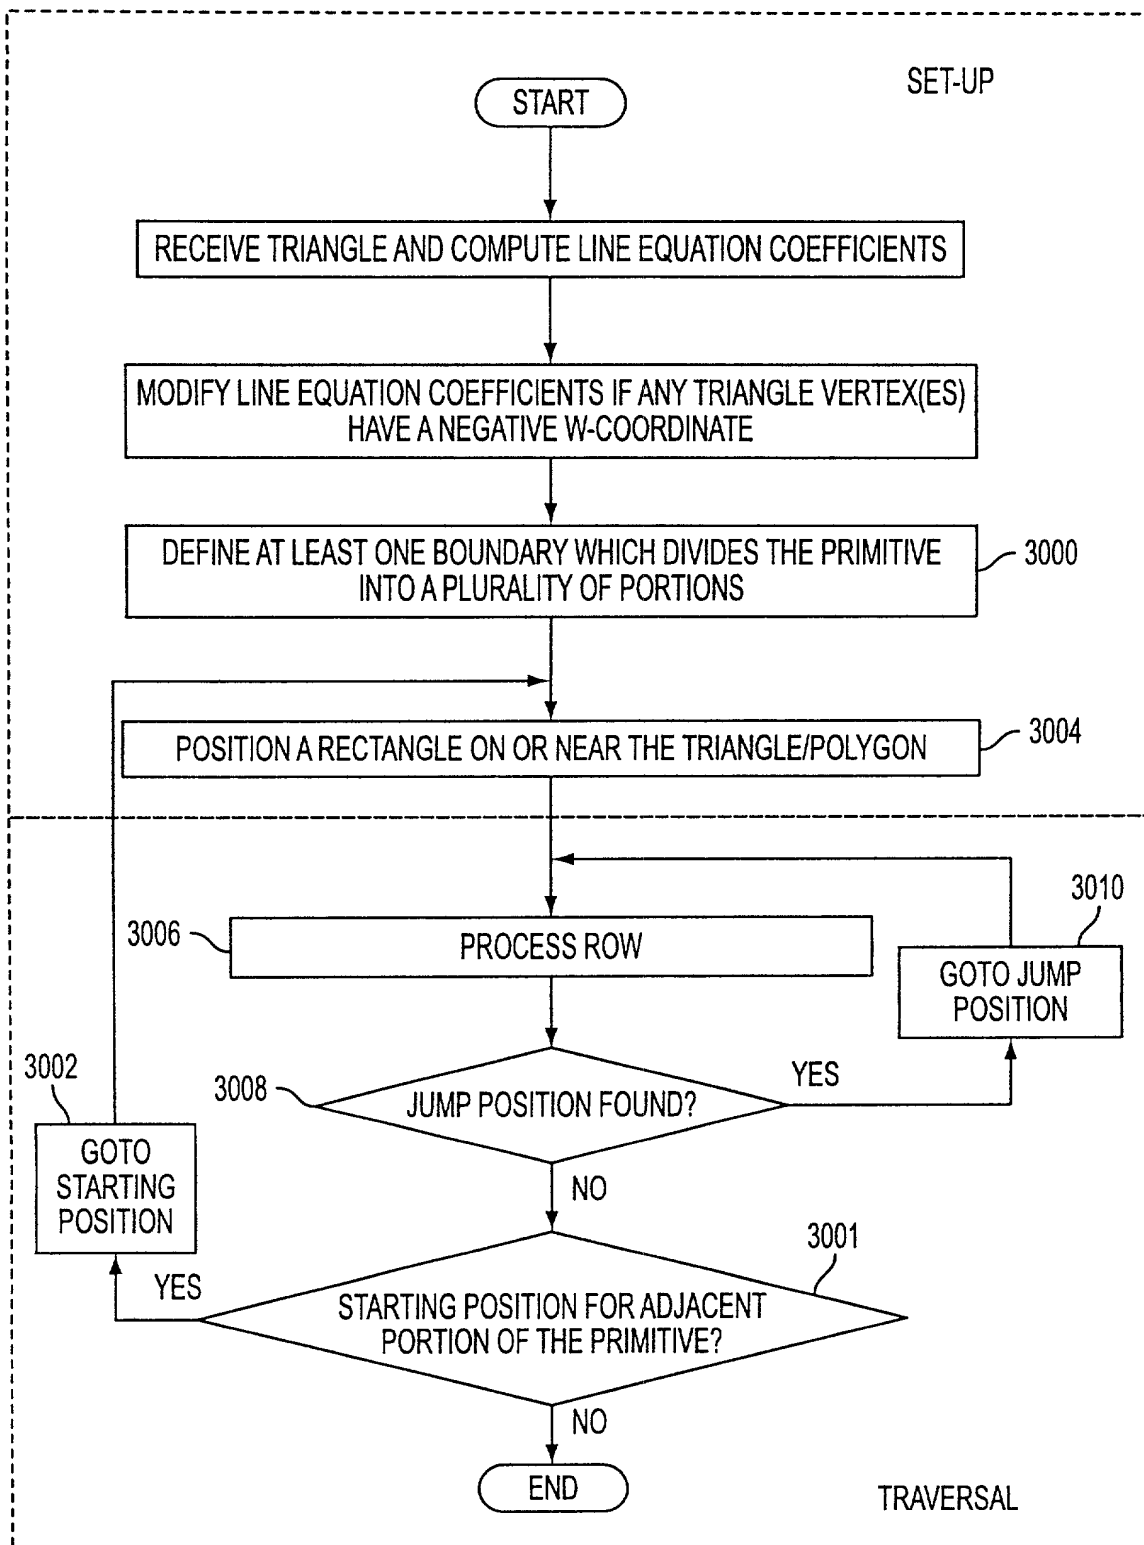 SET-UP
START
RECEIVE TRIANGLE AND COMPUTE LINE EQUATION COEFFICIENTS
MODIFY LINE EQUATION COEFFICIENTS IF ANY TRIANGLE VERTEX(ES)
HAVE A NEGATIVE W-COORDINATE
DEFINE AT LEAST ONE BOUNDARY WHICH DIVIDES THE PRIMITIVE
INTO A PLURALITY OF PORTIONS
3000
POSITION A RECTANGLE ON OR NEAR THE TRIANGLE/POLYGON
3004
3006
PROCESS ROW
3010
GOTO JUMP
POSITION
3008
JUMP POSITION FOUND?
YES
NO
3002
GOTO
STARTING
POSITION
YES
3001
STARTING POSITION FOR ADJACENT
PORTION OF THE PRIMITIVE?
NO
END
TRAVERSAL